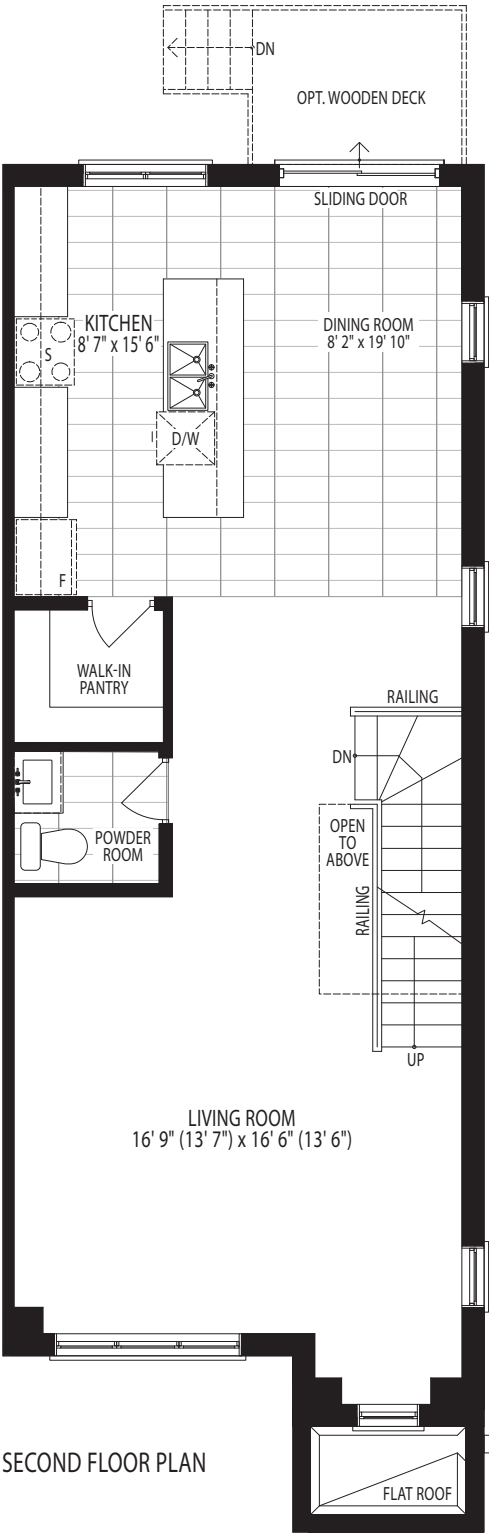 DN
OPT. WOODEN DECK
SLIDING DOOR
KITCHEN
8' 7" x 15' 6"
DINING ROOM
8' 2" x 19' 10"
S
D/W
F
WALK-IN
PANTRY
RAILING
DN
OPEN
TO
ABOVE
POWDER
ROOM
RAILING
UP
LIVING ROOM
16' 9" (13' 7") x 16' 6" (13' 6")
SECOND FLOOR PLAN
FLAT ROOF